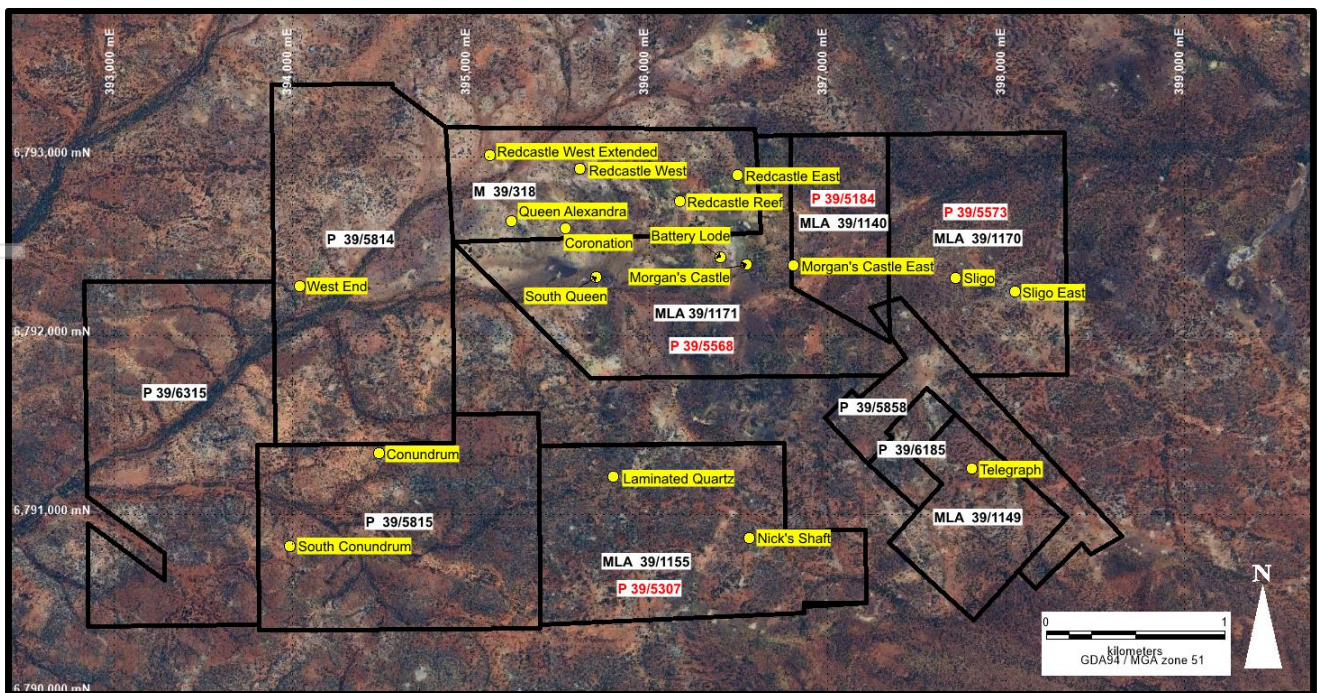 393,000 mE
394,000 mE
395,000 mE
396,000 mE
397,000 mE
398,000 mE
399,000 mE
6,793,000 mN
Redcastle West Extended
Redcastle West
Redcastle East
M 39/318
P 39/5184
Redcastle Reef
Queen Alexandra
P 39/5573
MLA 39/1140
Coronation
Battery Lode
P 39/5814
MLA 39/1170
Morgan's Castle
Morgan's Castle East
Sligo
West End
South Queen
Sligo East
MLA 39/1171
6,792,000 mN
P 39/5568
P 39/6315
P 39/5858
P 39/6185
Conundrum
Telegraph
Laminated Quartz
6,791,000 mN
P 39/5815
MLA 39/1149
South Conundrum
Nick's Shaft
MLA 39/1155
P 39/5307
N
0 1
kilometers
GDA94 / MGA zone 51
6,790,000 mN